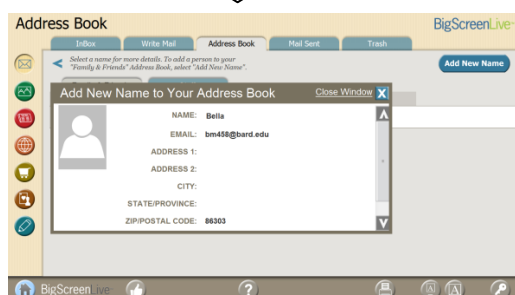 Address Book
BigScreenLive
InBox
Write Mail
Address Book
Mail Sent
Trash
Select a name for more details. To add a person to your
"Family & Friends" Address Book, select "Add New Name".
Add New Name
Add New Name to Your Address Book
Close Window X
NAME: Bella
EMAIL: bm458@bard.edu
ADDRESS 1:
ADDRESS 2:
CITY:
STATE/PROVINCE:
ZIP/POSTAL CODE: 86303
BigScreenLive
?
A
A